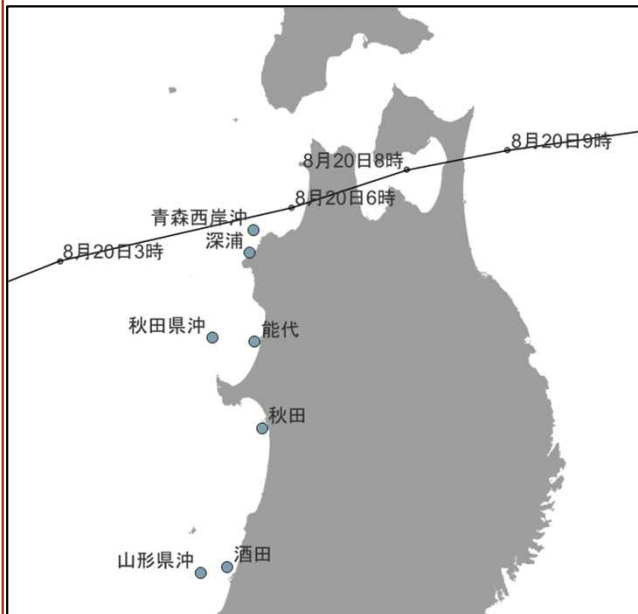 8月20日9時
8月20日8時
8月20日6時
青森西岸沖
深浦
8月20日3時
秋田県沖
能代
秋田
山形県沖
酒田